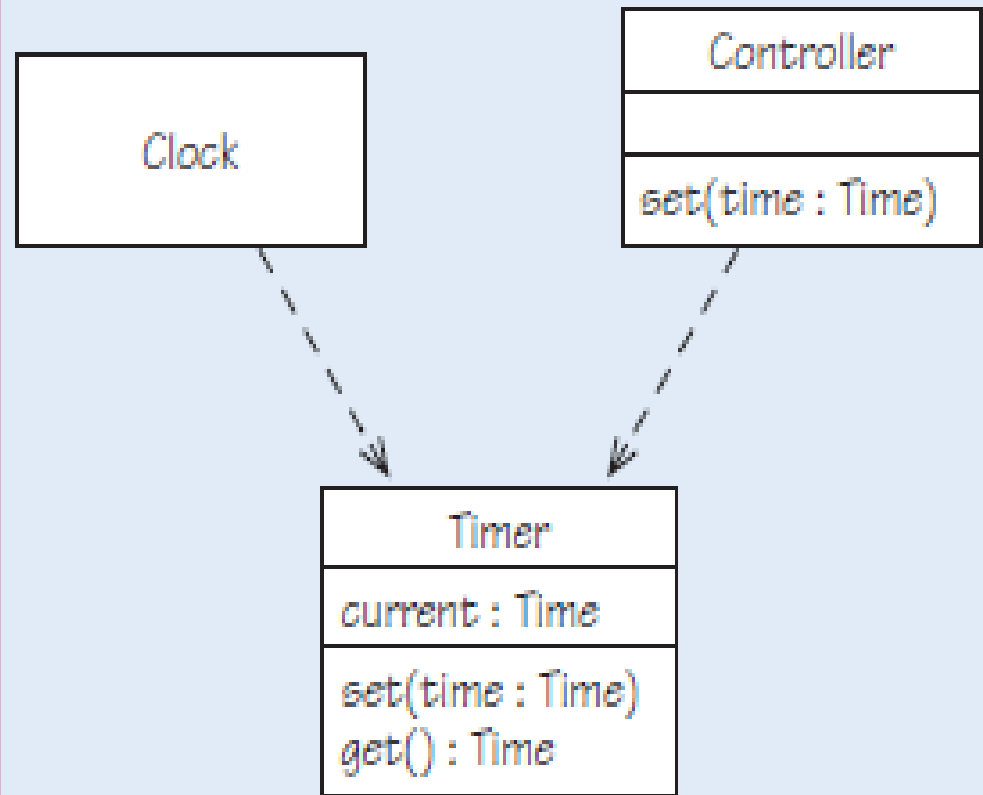 Clock
Controller
set(time : Time)
Timer
current : Time
set(time : Time)
get() : Time